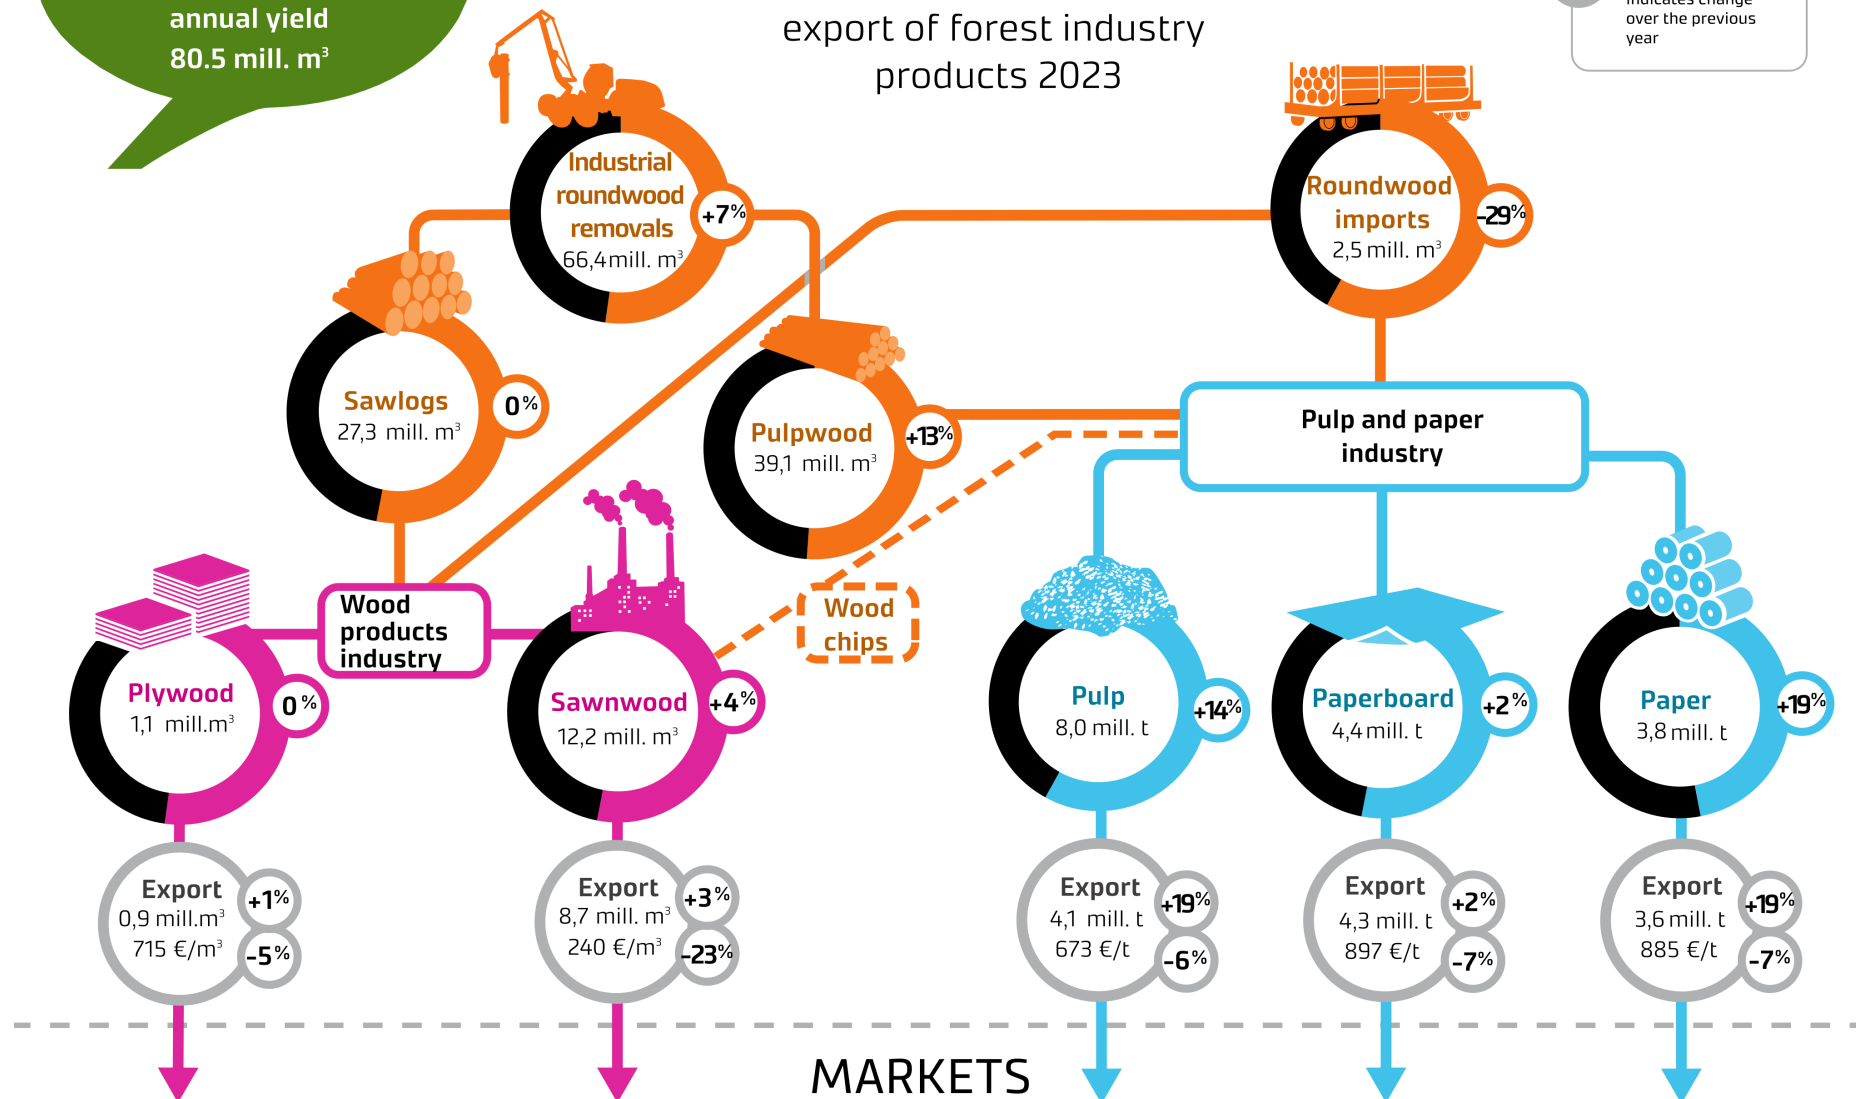 annual yield
80.5 mill. m³
export of forest industry
products 2023
indicates change
over the previous
year
Industrial
roundwood
removals
66,4 mill. m³
+7%
Roundwood
imports
2,5 mill. m³
-29%
Sawlogs
27,3 mill. m³
0%
Pulpwood
39,1 mill. m³
+13%
Pulp and paper
industry
Wood
products
industry
Wood
chips
Plywood
1,1 mill.m³
0%
Sawnwood
12,2 mill. m³
+4%
Pulp
8,0 mill. t
+14%
Paperboard
4,4 mill. t
+2%
Paper
3,8 mill. t
+19%
Export
0,9 mill.m³
715 €/m³
+1%
-5%
Export
8,7 mill. m³
240 €/m³
+3%
-23%
Export
4,1 mill. t
673 €/t
+19%
-6%
Export
4,3 mill. t
897 €/t
+2%
-7%
Export
3,6 mill. t
885 €/t
+19%
-7%
MARKETS